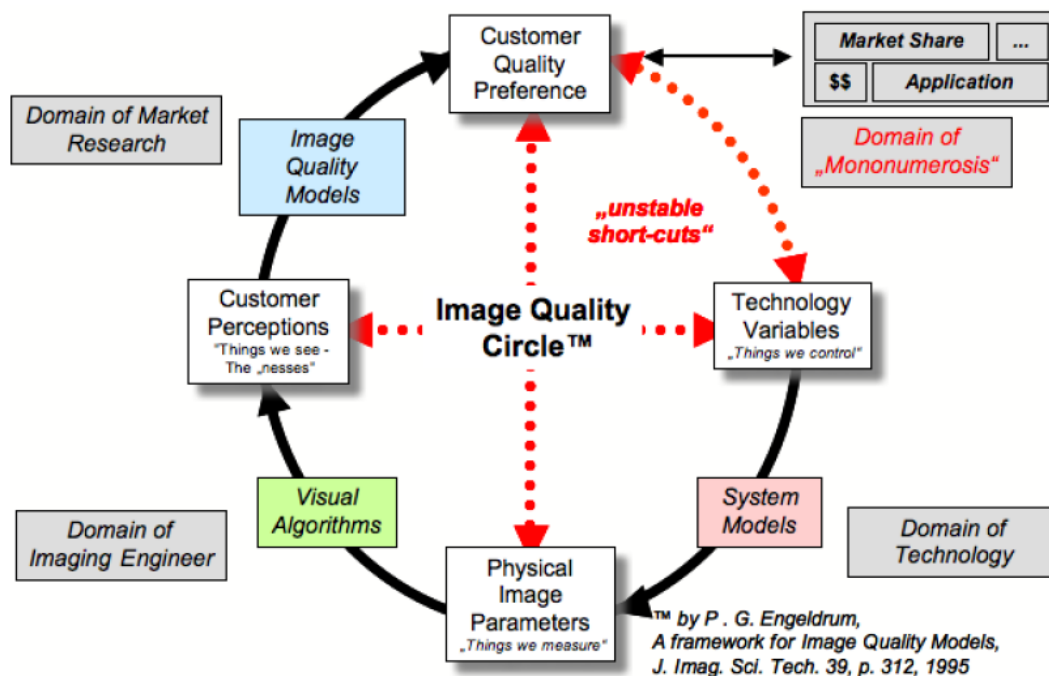 Customer
Quality
Preference
Market Share
...
$$
Application
Domain of Market
Research
Image
Quality
Models
Domain of
„Mononumerosis“
„unstable
short-cuts“
Customer
Perceptions
"Things we see -
The „nesses"
Image Quality
Circle™
Technology
Variables
„Things we control“
Visual
Algorithms
System
Models
Domain of
Imaging Engineer
Domain of
Technology
Physical
Image
Parameters
„Things we measure“
™ by P . G. Engeldrum,
A framework for Image Quality Models,
J. Imag. Sci. Tech. 39, p. 312, 1995